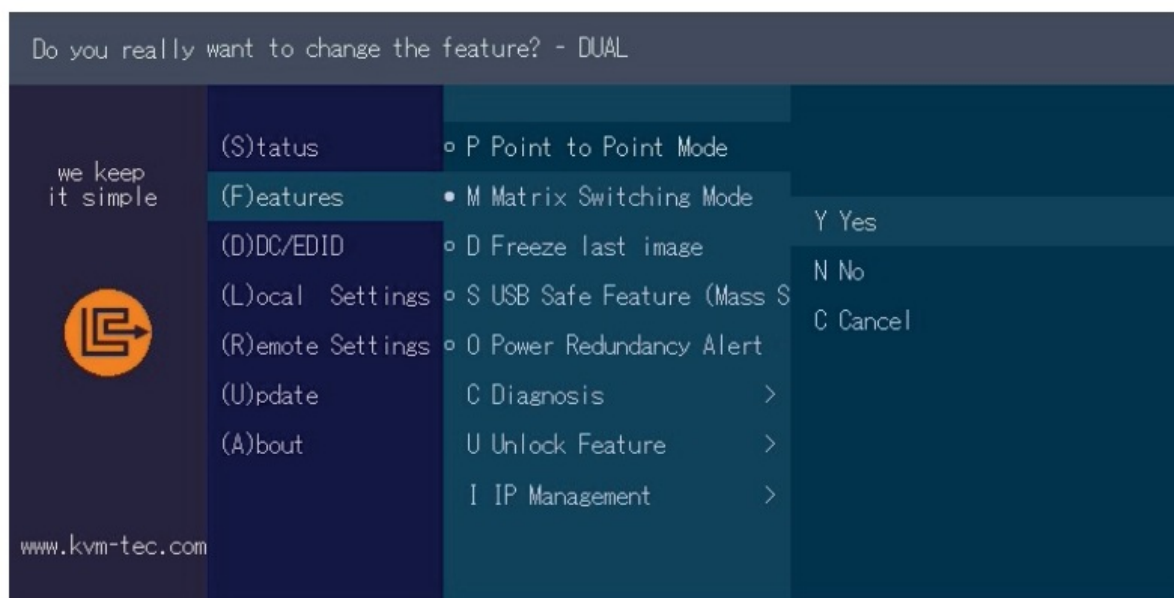 Do you really want to change the feature? - DUAL
we keep
it simple
www.kvm-tec.com
(S)tatus
(F)eatures
(D)DC/EDID
(L)ocal Settings
(R)emote Settings
(U)pdate
(A)bout
P Point to Point Mode
M Matrix Switching Mode
D Freeze last image
S USB Safe Feature (Mass S
O Power Redundancy Alert
C Diagnosis >
U Unlock Feature >
I IP Management >
Y Yes
N No
C Cancel